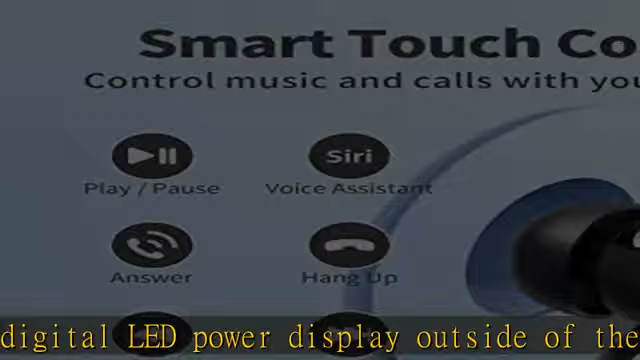 Smart Touch Co
Control music and calls with you
Siri
Play / Pause
Voice Assistant
Answer
Hang Up
digital LED power display outside of the